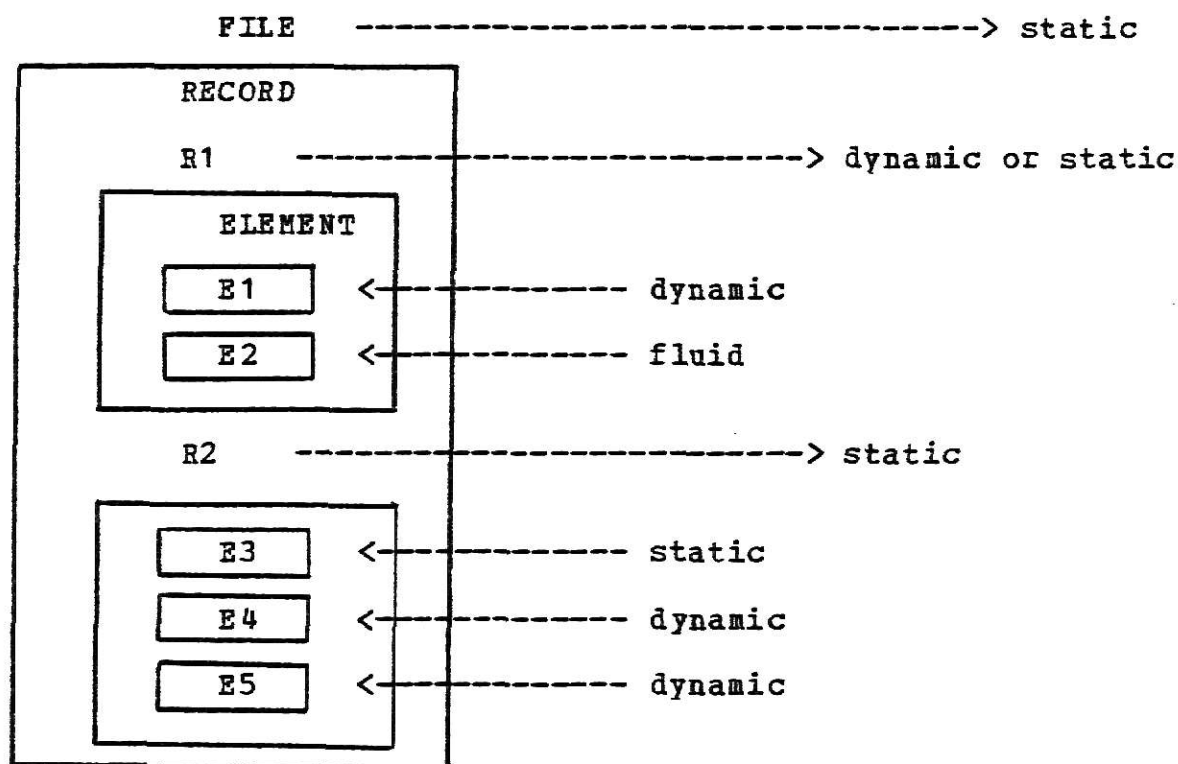 FILE ------------------------------> static
RECORD
R1 ------------------------> dynamic or static
ELEMENT
E1 <------------ dynamic
E2 <------------ fluid
R2 ------------------------> static
E3 <------------ static
E4 <------------ dynamic
E5 <------------ dynamic